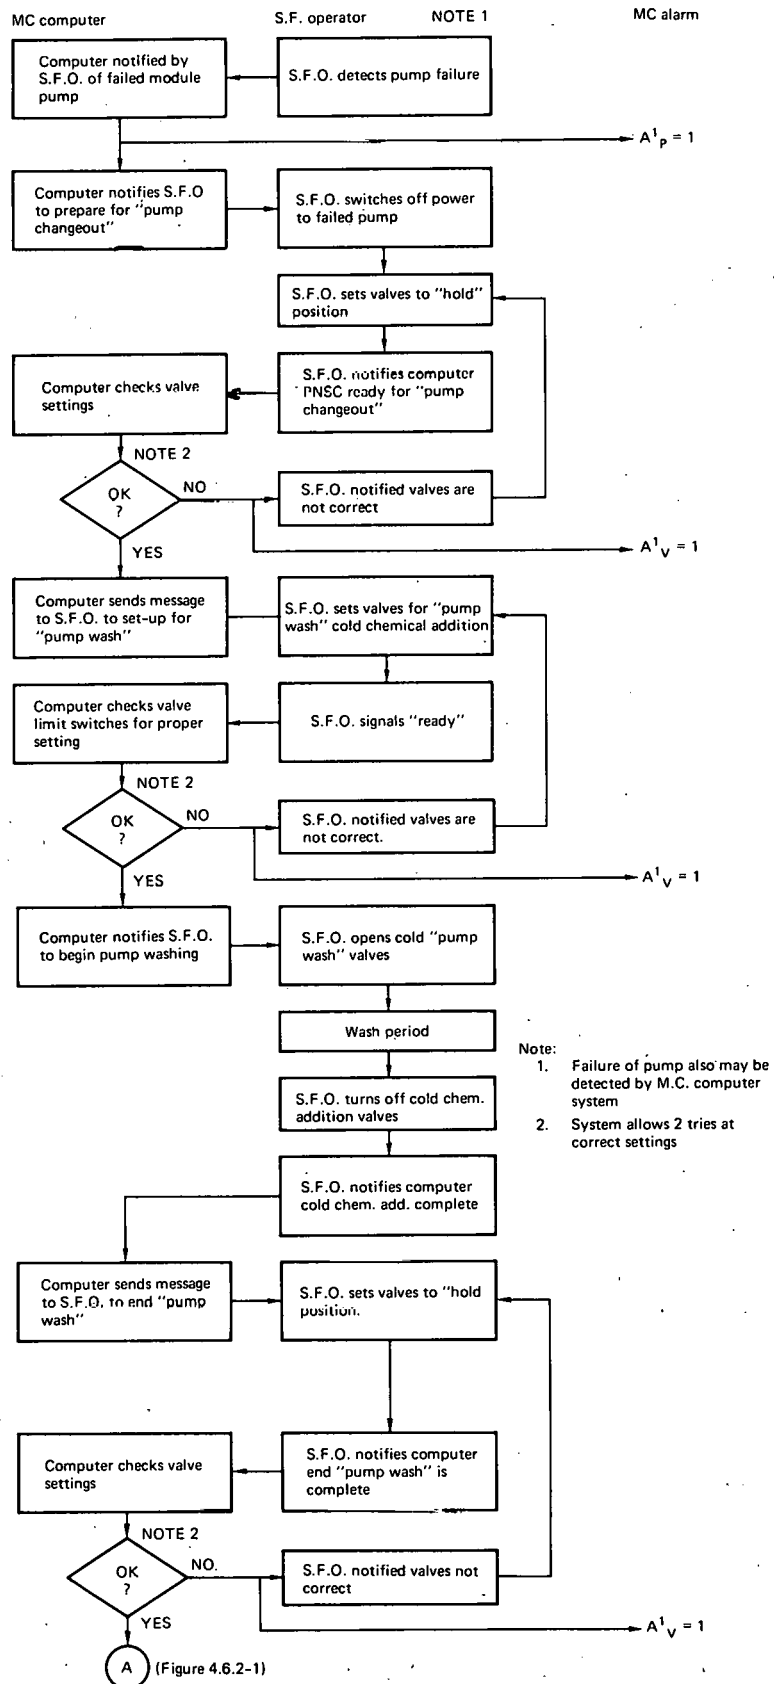 MC computer
S.F. operator
NOTE 1
MC alarm
Computer notified by
S.F.O. of failed module
pump
S.F.O. detects pump failure
A¹P = 1
Computer notifies S.F.O
to prepare for "pump
changeout"
S.F.O. switches off power
to failed pump
S.F.O. sets valves to "hold"
position
Computer checks valve
settings
S.F.O. notifies computer
PNSC ready for "pump
changeout"
NOTE 2
OK
?
NO
S.F.O. notified valves are
not correct
YES
A¹V = 1
Computer sends message
to S.F.O. to set-up for
"pump wash"
S.F.O. sets valves for "pump
wash" cold chemical addition
Computer checks valve
limit switches for proper
setting
S.F.O. signals "ready"
NOTE 2
OK
?
NO
S.F.O. notified valves are
not correct.
YES
A¹V = 1
Computer notifies S.F.O.
to begin pump washing
S.F.O. opens cold "pump
wash" valves
Wash period
Note:
1. Failure of pump also may be
detected by M.C. computer
system
2. System allows 2 tries at
correct settings
S.F.O. turns off cold chem.
addition valves
S.F.O. notifies computer
cold chem. add. complete
Computer sends message
to S.F.O. to end "pump
wash"
S.F.O. sets valves to "hold
position.
Computer checks valve
settings
S.F.O. notifies computer
end "pump wash" is
complete
NOTE 2
OK
?
NO.
S.F.O. notified valves not
correct
YES
A¹V = 1
A
(Figure 4.6.2-1)